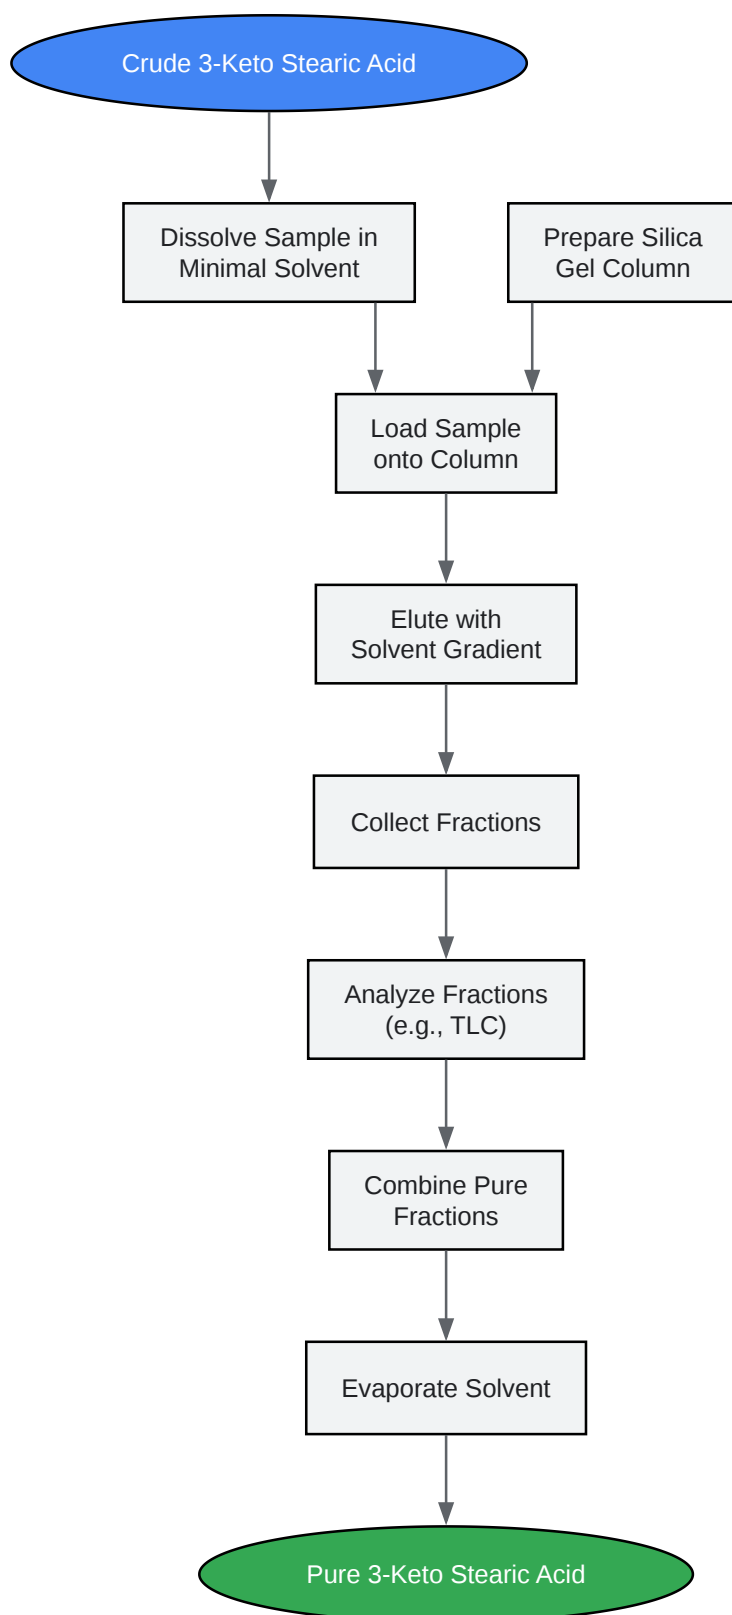 Crude 3-Keto Stearic Acid
Dissolve Sample in
Minimal Solvent
Prepare Silica
Gel Column
Load Sample
onto Column
Elute with
Solvent Gradient
Collect Fractions
Analyze Fractions
(e.g., TLC)
Combine Pure
Fractions
Evaporate Solvent
Pure 3-Keto Stearic Acid